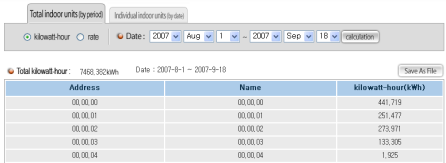 Total indoor units (by period) Individual indoor units (by date)
kilowatt-hour rate Date : 2007 Aug 1 ~ 2007 Sep 18 calculation
Total kilowatt-hour : 7468,382kWh Date : 2007-8-1 ~ 2007-9-18 Save As File
Address Name kilowatt-hour(kWh)
00,00,00 00,00,00 441,719
00,00,01 00,00,01 251,477
00,00,02 00,00,02 273,971
00,00,03 00,00,03 133,305
00,00,04 00,00,04 1,925